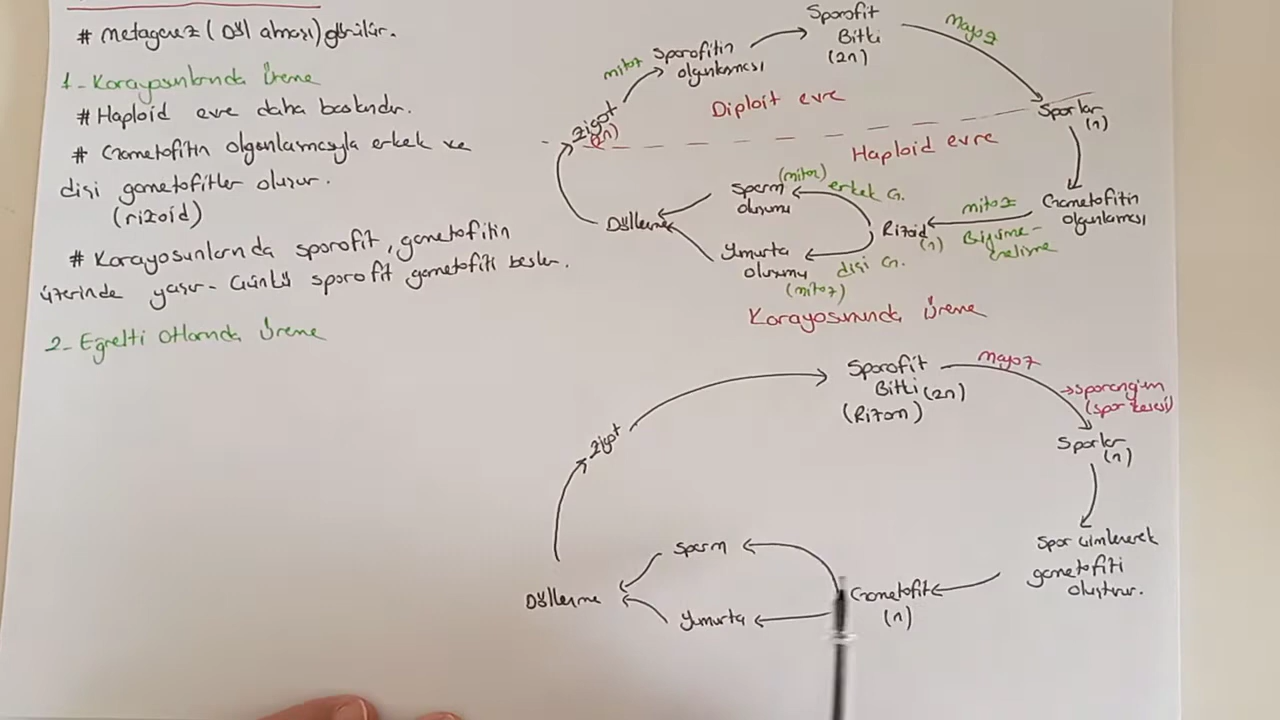 # Metagenez (Döl alması) görülür.
1- Karayosunlarında Üreme
# Haploid evre daha baskındır.
# Gametofitin olgunlaşmasıyla erkek ve
dişi gametofitler oluşur.
(rizoid)
# Karayosunlarında sporofit, gametofitin
üzerinde yaşar. Çünkü sporofit gametofiti besler.
2- Eğrelti Otlarında Üreme
Sporofit
Bitki
(2n)
Mayoz
Sporofitin
olgunlaşması
mitoz
Zigot
(2n)
Diploit evre
Sporlar
(n)
Haploid evre
Gametofitin
olgunlaşması
mitoz
Büyüme-
Gelişme
Rizoid
(n)
erkek G.
(mitoz)
Sperm
oluşumu
Yumurta
oluşumu
(mitoz)
dişi G.
Döllenme
Karayosununda Üreme
Sporofit
Bitki (2n)
(Rizom)
Mayoz
→ sporangium
(spor kesesi)
Sporlar
(n)
Spor çimlenerek
gametofiti
oluşturur.
Gametofit
(n)
Sperm
Yumurta
Döllenme
Zigot